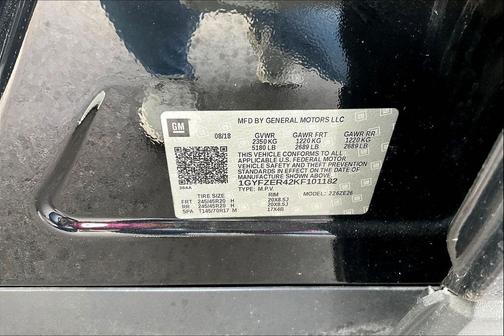 GM
MFD BY GENERAL MOTORS LLC
08/18 GVWR GAWR FRT GAWR RR
2350 KG 1220 KG 1220 KG
5180 LB 2689 LB 2689 LB
THIS VEHICLE CONFORMS TO ALL
APPLICABLE U.S. FEDERAL MOTOR
VEHICLE SAFETY AND THEFT PREVENTION
STANDARDS IN EFFECT ON THE DATE OF
MANUFACTURE SHOWN ABOVE.
1GYFZER42KF101182
TYPE: M.P.V. MODEL:
TIRE SIZE RIM
FRT 245/45R20 H 20X8.5J
RR 245/45R20 H 20X8.5J
SPA T145/70R17 M 17X4B